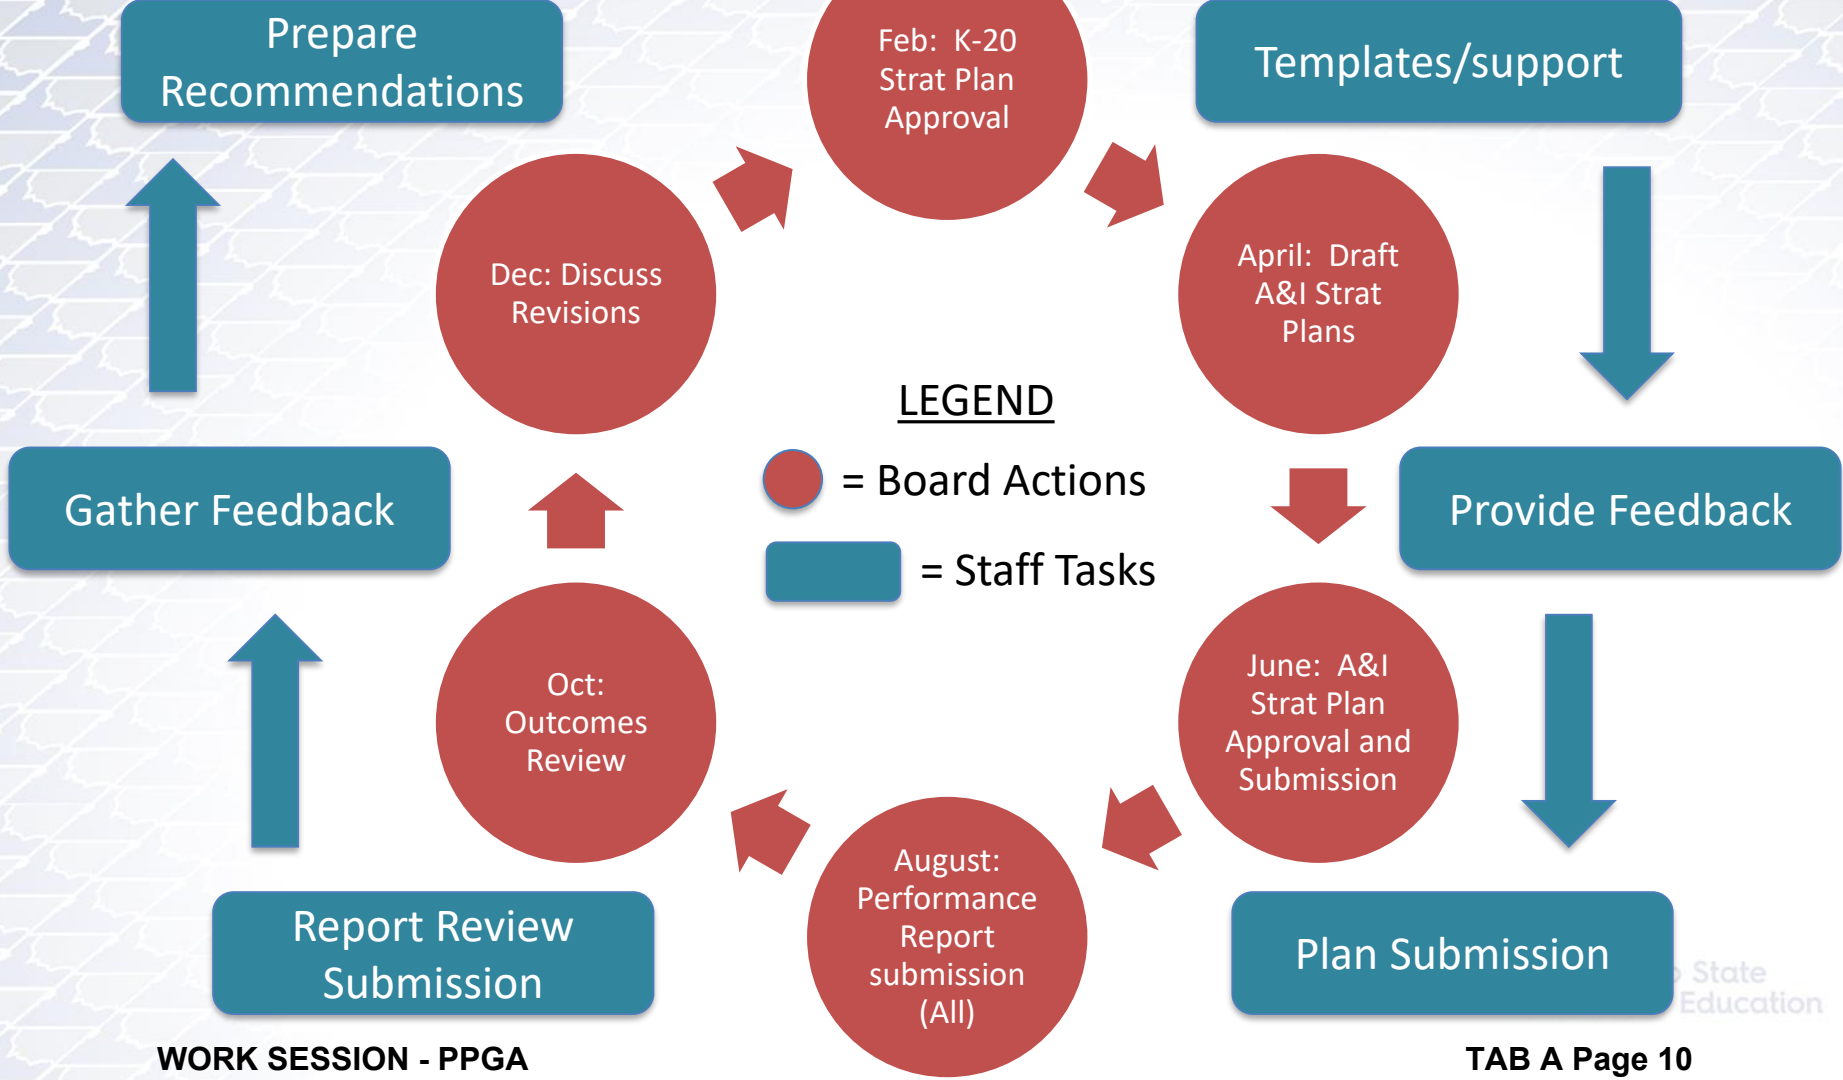 Prepare
Recommendations
Feb: K-20
Strat Plan
Approval
Templates/support
Dec: Discuss
Revisions
April: Draft
A&I Strat
Plans
LEGEND
= Board Actions
= Staff Tasks
Gather Feedback
Provide Feedback
Oct:
Outcomes
Review
June: A&I
Strat Plan
Approval and
Submission
August:
Performance
Report
submission
(All)
Report Review
Submission
Plan Submission
State
Education
WORK SESSION - PPGA
TAB A Page 10